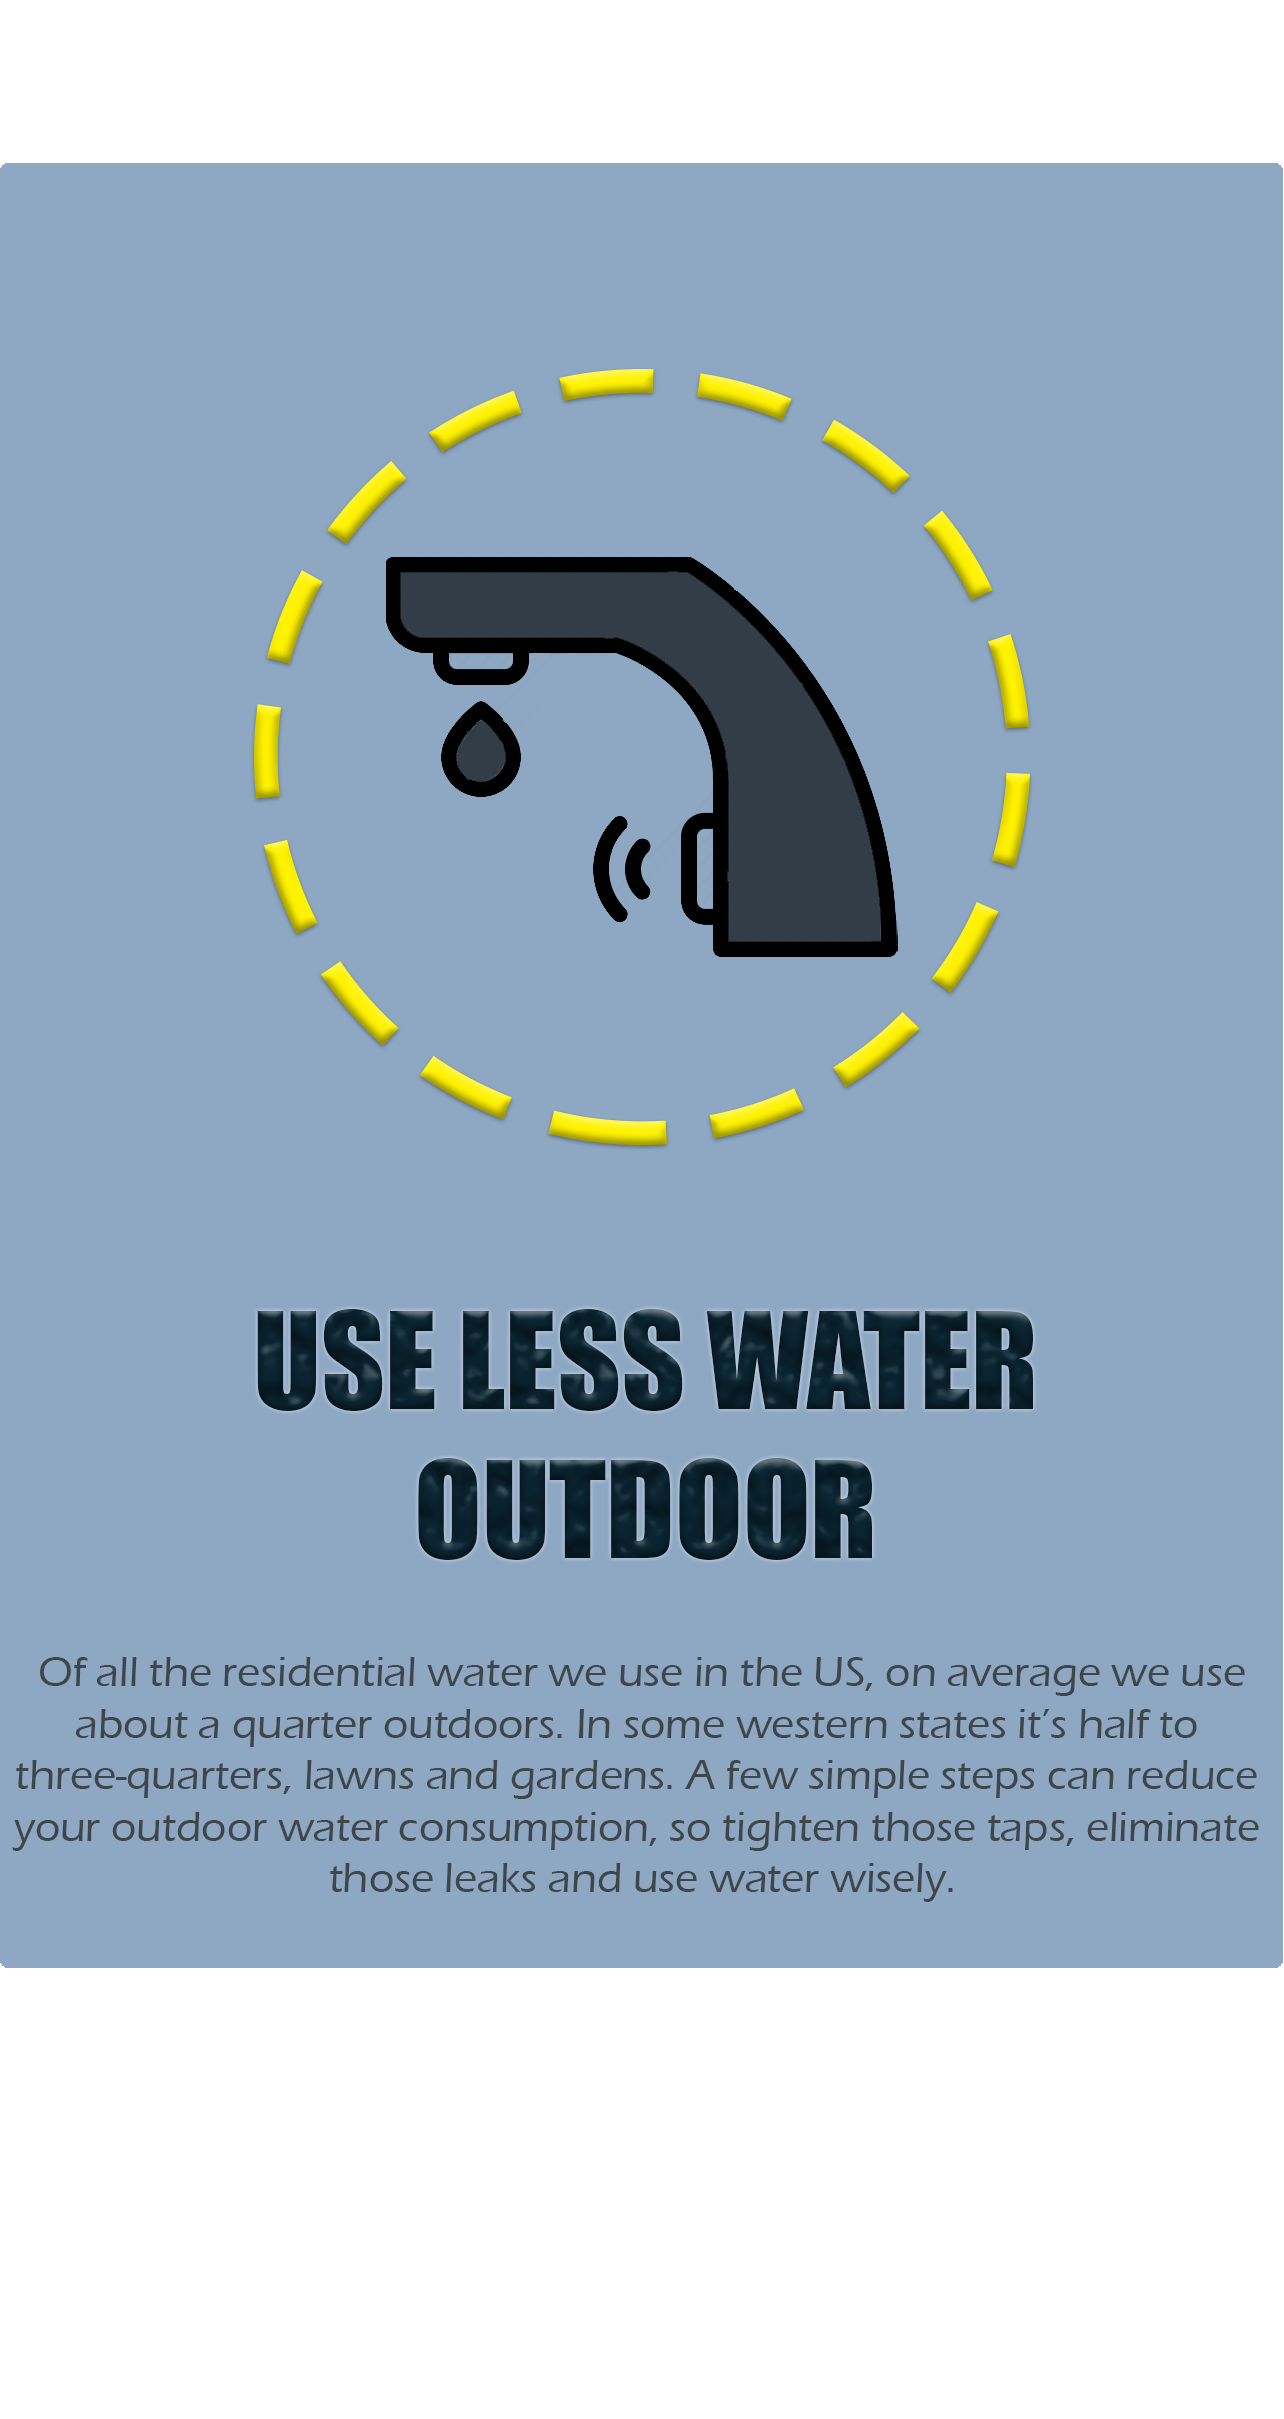 USE LESS WATER
OUTDOOR
Of all the residential water we use in the US, on average we use
about a quarter outdoors. In some western states it’s half to
three-quarters, lawns and gardens. A few simple steps can reduce
your outdoor water consumption, so tighten those taps, eliminate
those leaks and use water wisely.